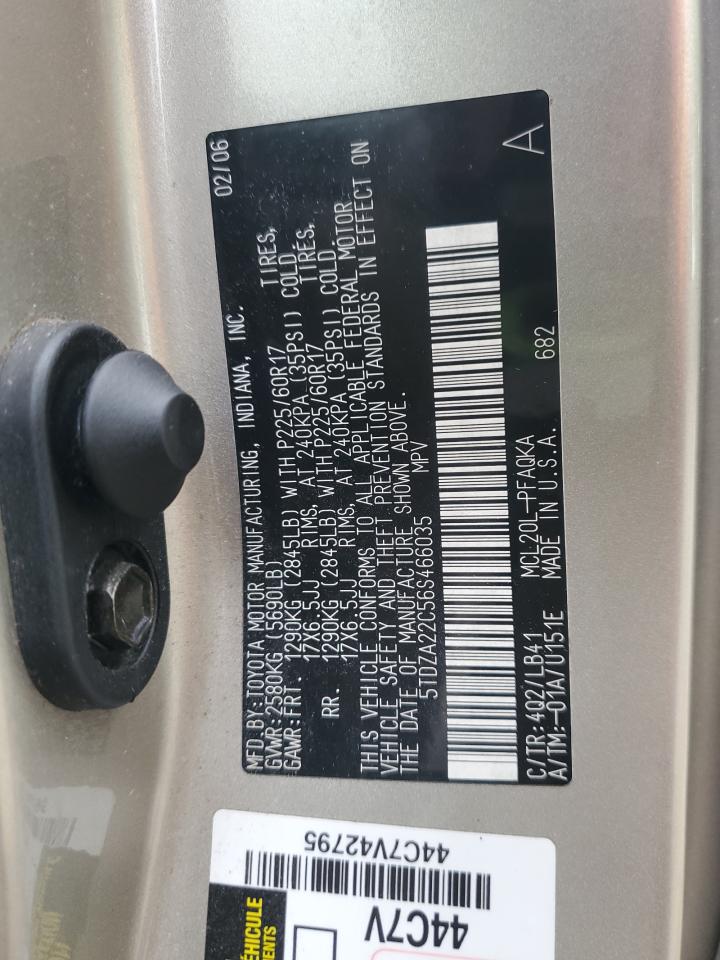 MFD.BY:TOYOTA MOTOR MANUFACTURING, INDIANA, INC. 02/06
GVWR:2580KG (5690LB)
GAWR:FRT. 1290KG (2845LB) WITH P225/60R17 TIRES,
17X6.5JJ RIMS, AT 240KPA (35PSI) COLD
RR. 1290KG (2845LB) WITH P225/60R17 TIRES,
17X6.5JJ RIMS, AT 240KPA (35PSI) COLD.
THIS VEHICLE CONFORMS TO ALL APPLICABLE FEDERAL MOTOR
VEHICLE SAFETY AND THEFT PREVENTION STANDARDS IN EFFECT ON
THE DATE OF MANUFACTURE SHOWN ABOVE.
5TDZA22C56S466035 MPV
C/TR:4Q2/LB41 MCL20L-PFAQKA 682 A
A/TM:-01A/U151E MADE IN U.S.A.
44C7V42795
44C7V